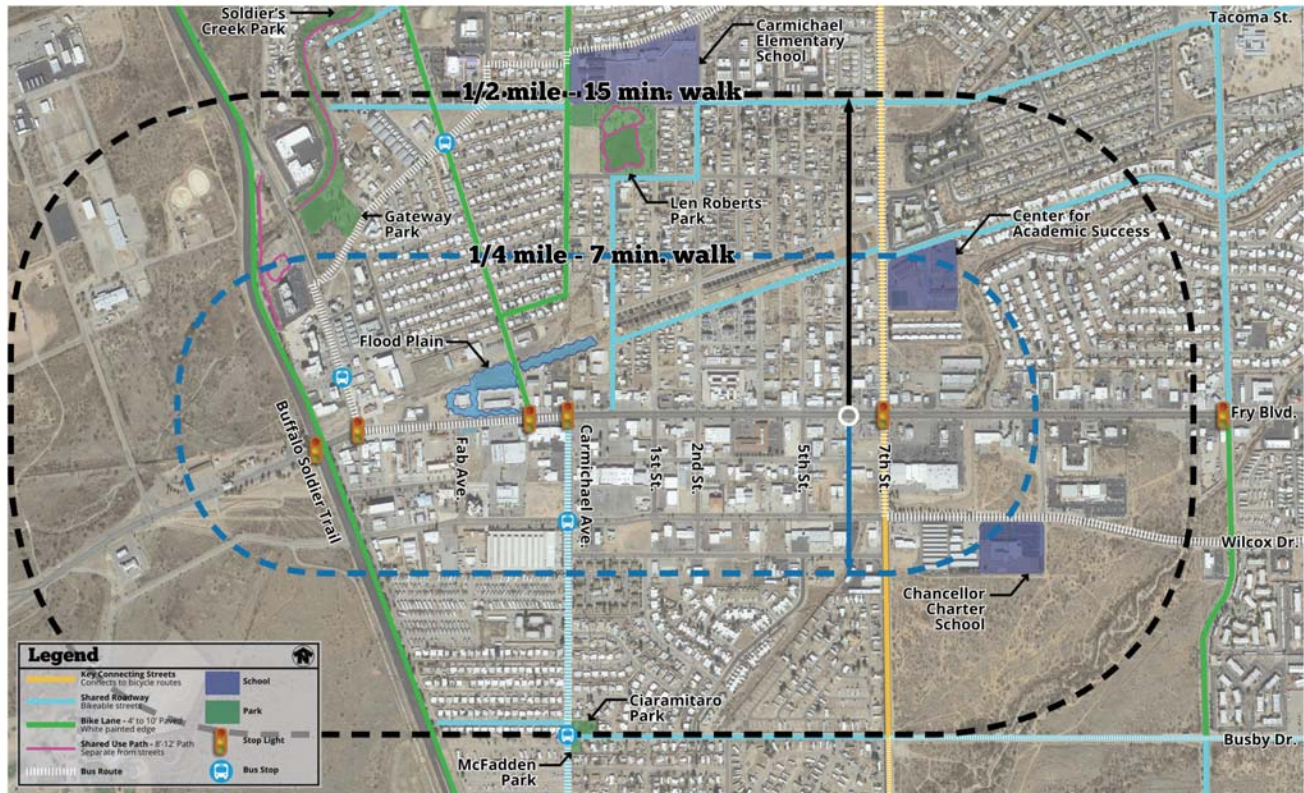 Soldier's
Creek Park
Carmichael
Elementary
School
Tacoma St.
1/2 mile - 15 min. walk
Gateway
Park
Len Roberts
Park
Center for
Academic Success
1/4 mile - 7 min. walk
Flood Plain
Fry Blvd.
Buffalo Soldier Trail
Fab Ave.
Carmichael Ave.
1st St.
2nd St.
5th St.
7th St.
Wilcox Dr.
Chancellor
Charter
School
Ciaramitaro
Park
McFadden
Park
Busby Dr.
Legend
N
Key Connecting Streets
Connects to bicycle routes
Shared Roadway
Bikeable streets
Bike Lane - 4' to 10' Paved
White painted edge
Shared Use Path - 8'-12' Path
Separate from streets
Bus Route
School
Park
Stop Light
Bus Stop